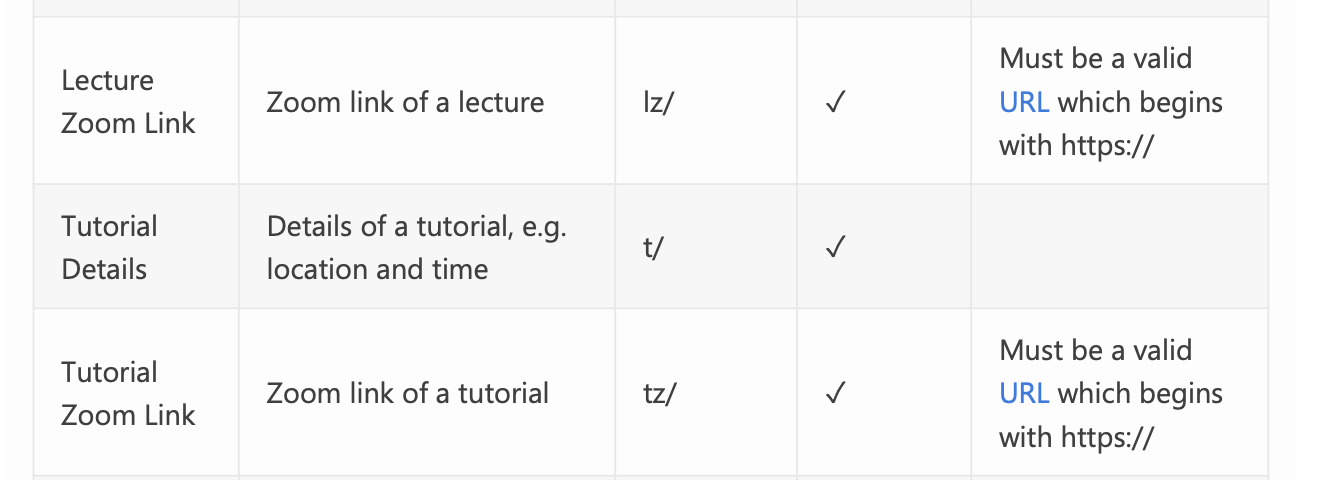 Lecture
Zoom Link
Zoom link of a lecture
lz/
✓
Must be a valid
URL which begins
with https://
Tutorial
Details
Details of a tutorial, e.g.
location and time
t/
✓
Tutorial
Zoom Link
Zoom link of a tutorial
tz/
✓
Must be a valid
URL which begins
with https://